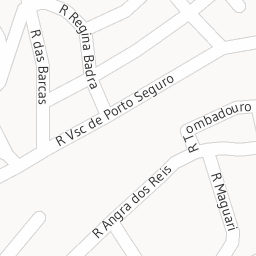 R Regina Badra
R das Barcas
R Vsc de Porto Seguro
R Tombadouro
R Maguari
R Angra dos Reis